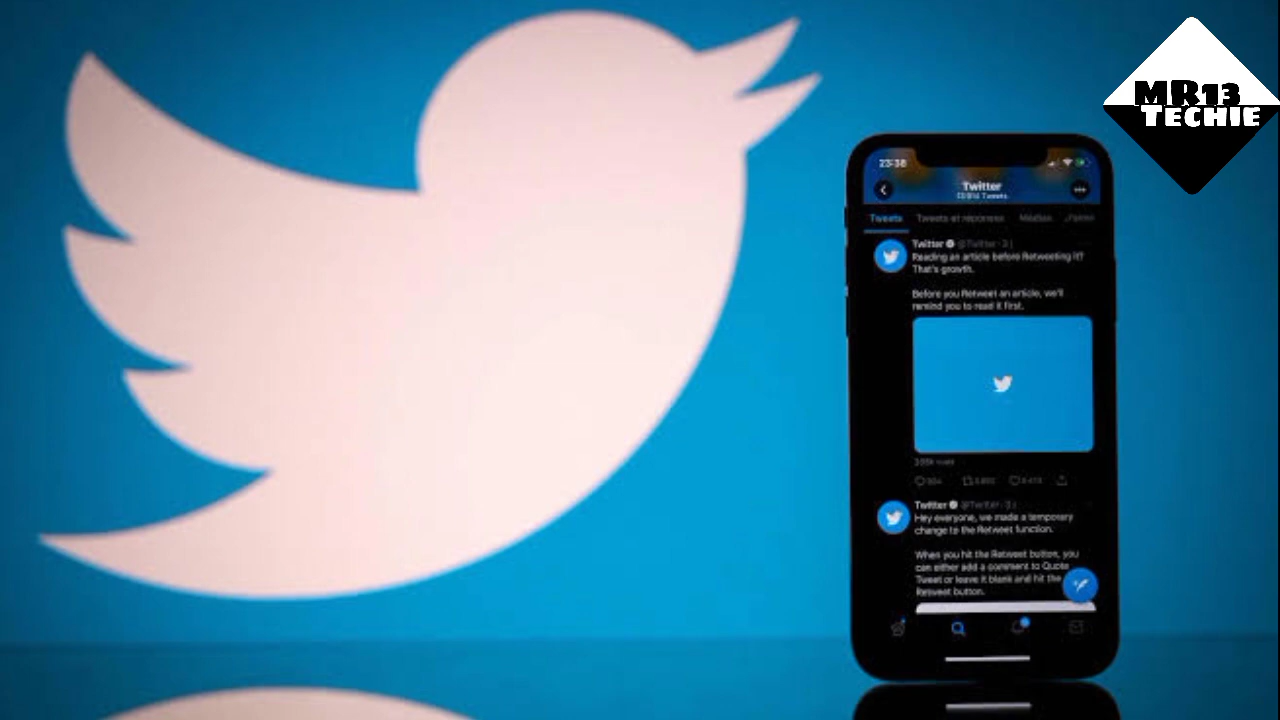 MR13
TECHIE
23:38
Twitter
Tweets
Tweets et réponses
Médias
J'aime
Twitter @Twitter
Reading an article before Retweeting it?
That's growth.
Before you Retweet an article, we'll
remind you to read it first.
Twitter @Twitter
Hey everyone, we made a temporary
change to the Retweet function.
When you hit the Retweet button, you
can either add a comment to Quote
Tweet or leave it blank and hit the
Retweet button.